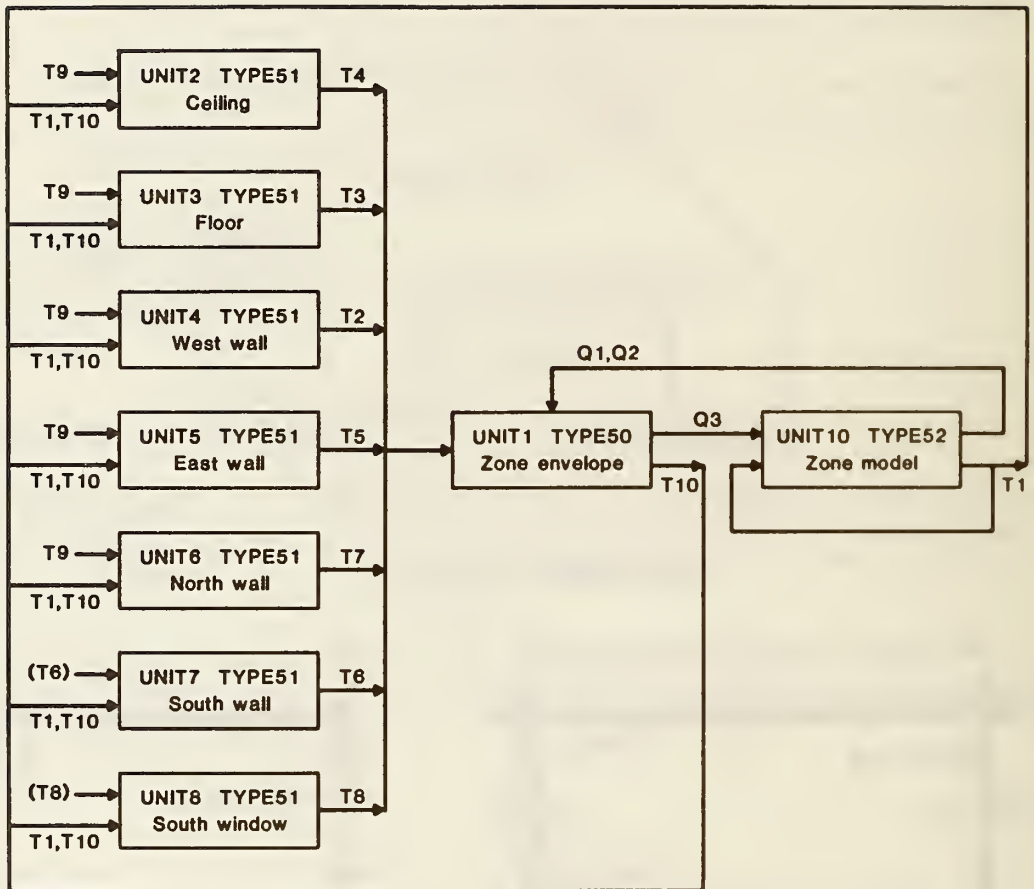 T9
UNIT2 TYPE51
T4
Ceiling
T1,T10
T9
UNIT3 TYPE51
T3
Floor
T1,T10
T9
UNIT4 TYPE51
T2
West wall
T1,T10
Q1,Q2
T9
UNIT5 TYPE51
T5
East wall
T1,T10
UNIT1 TYPE50
Zone envelope
Q3
T10
UNIT10 TYPE52
Zone model
T1
T9
UNIT6 TYPE51
T7
North wall
T1,T10
(T6)
UNIT7 TYPE51
T6
South wall
T1,T10
(T8)
UNIT8 TYPE51
T8
South window
T1,T10